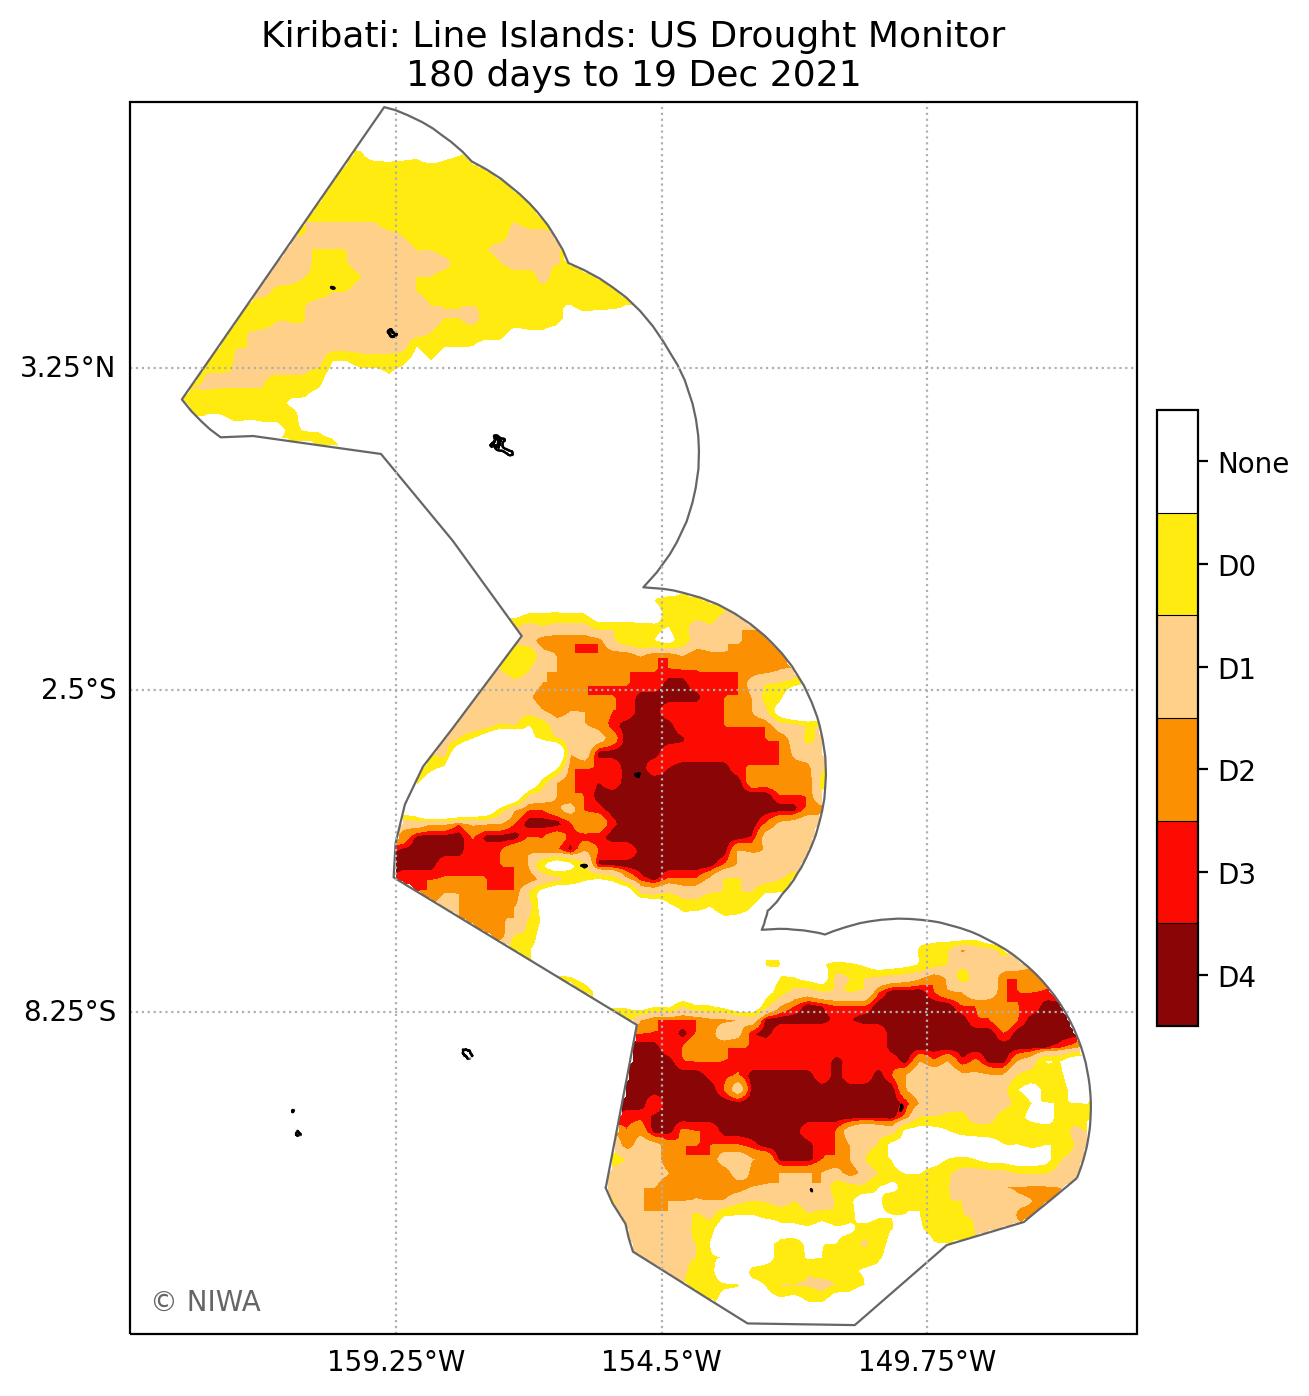 Kiribati: Line Islands: US Drought Monitor
180 days to 19 Dec 2021
3.25°N
2.5°S
8.25°S
159.25°W
154.5°W
149.75°W
None
D0
D1
D2
D3
D4
© NIWA